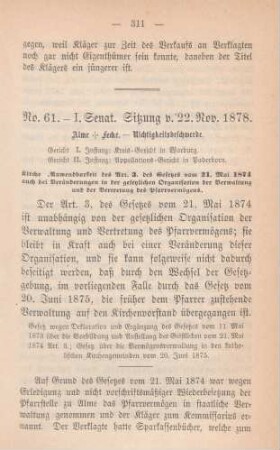 — 311 —
gegen, weil Kläger zur Zeit des Verkaufs an Verklagten
noch gar nicht Eigenthümer sein konnte, daneben der Titel
des Klägers ein jüngerer ist.
No. 61. – I. Senat. Sitzung v. 22. Nov. 1878.
Alme ÷ Feche. — Nichtigkeitsbeschwerde.
Gericht I. Instanz: Kreis-Gericht in Warburg.
Gericht II. Instanz: Appellations-Gericht in Paderborn.
Kirche. Anwendbarkeit des Art. 3. des Gesetzes vom 21. Mai 1874
auch bei Veränderungen in der gesetzlichen Organisation der Verwaltung
und der Vertretung des Pfarrvermögens.
Der Art. 3. des Gesetzes vom 21. Mai 1874
ist unabhängig von der gesetzlichen Organisation der
Verwaltung und Vertretung des Pfarrvermögens; sie
bleibt in Kraft auch bei einer Veränderung dieser
Organisation, und es ist deshalb nicht von Bedeutung
gewesen, daß durch den Wechsel der Gesetz-
gebung, im vorliegenden Falle durch das Gesetz vom
20. Juni 1875, die früher dem Pfarrer zustehende
Verwaltung auf den Kirchenvorstand übergegangen ist.
Gesetz wegen Deklaration und Ergänzung des Gesetzes vom 11. Mai
1873 über die Vorbildung und Anstellung der Geistlichen vom 21. Mai
1874 Art. 3.; Gesetz über die Vermögensverwaltung in den katho-
lischen Kirchengemeinden vom 20. Juni 1875.
Auf Grund des Gesetzes vom 21. Mai 1874 war wegen
Erledigung und nicht vorschriftsmäßiger Wiederbesetzung der
Pfarrstelle zu Alme das Pfarrvermögen in staatliche Ver-
waltung genommen und der Kläger zum Kommissarius er-
nannt. Der Verklagte hatte Sparkassenbücher, welche zum